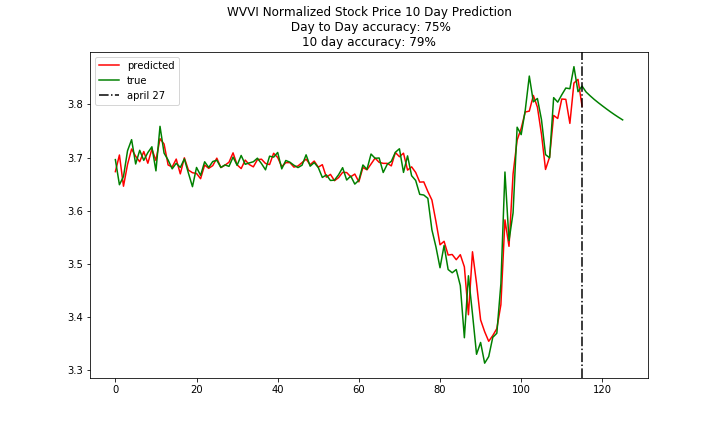 WVVI Normalized Stock Price 10 Day Prediction
Day to Day accuracy: 75%
10 day accuracy: 79%
predicted
true
april 27
3.8
3.7
3.6
3.5
3.4
3.3
0
20
40
60
80
100
120